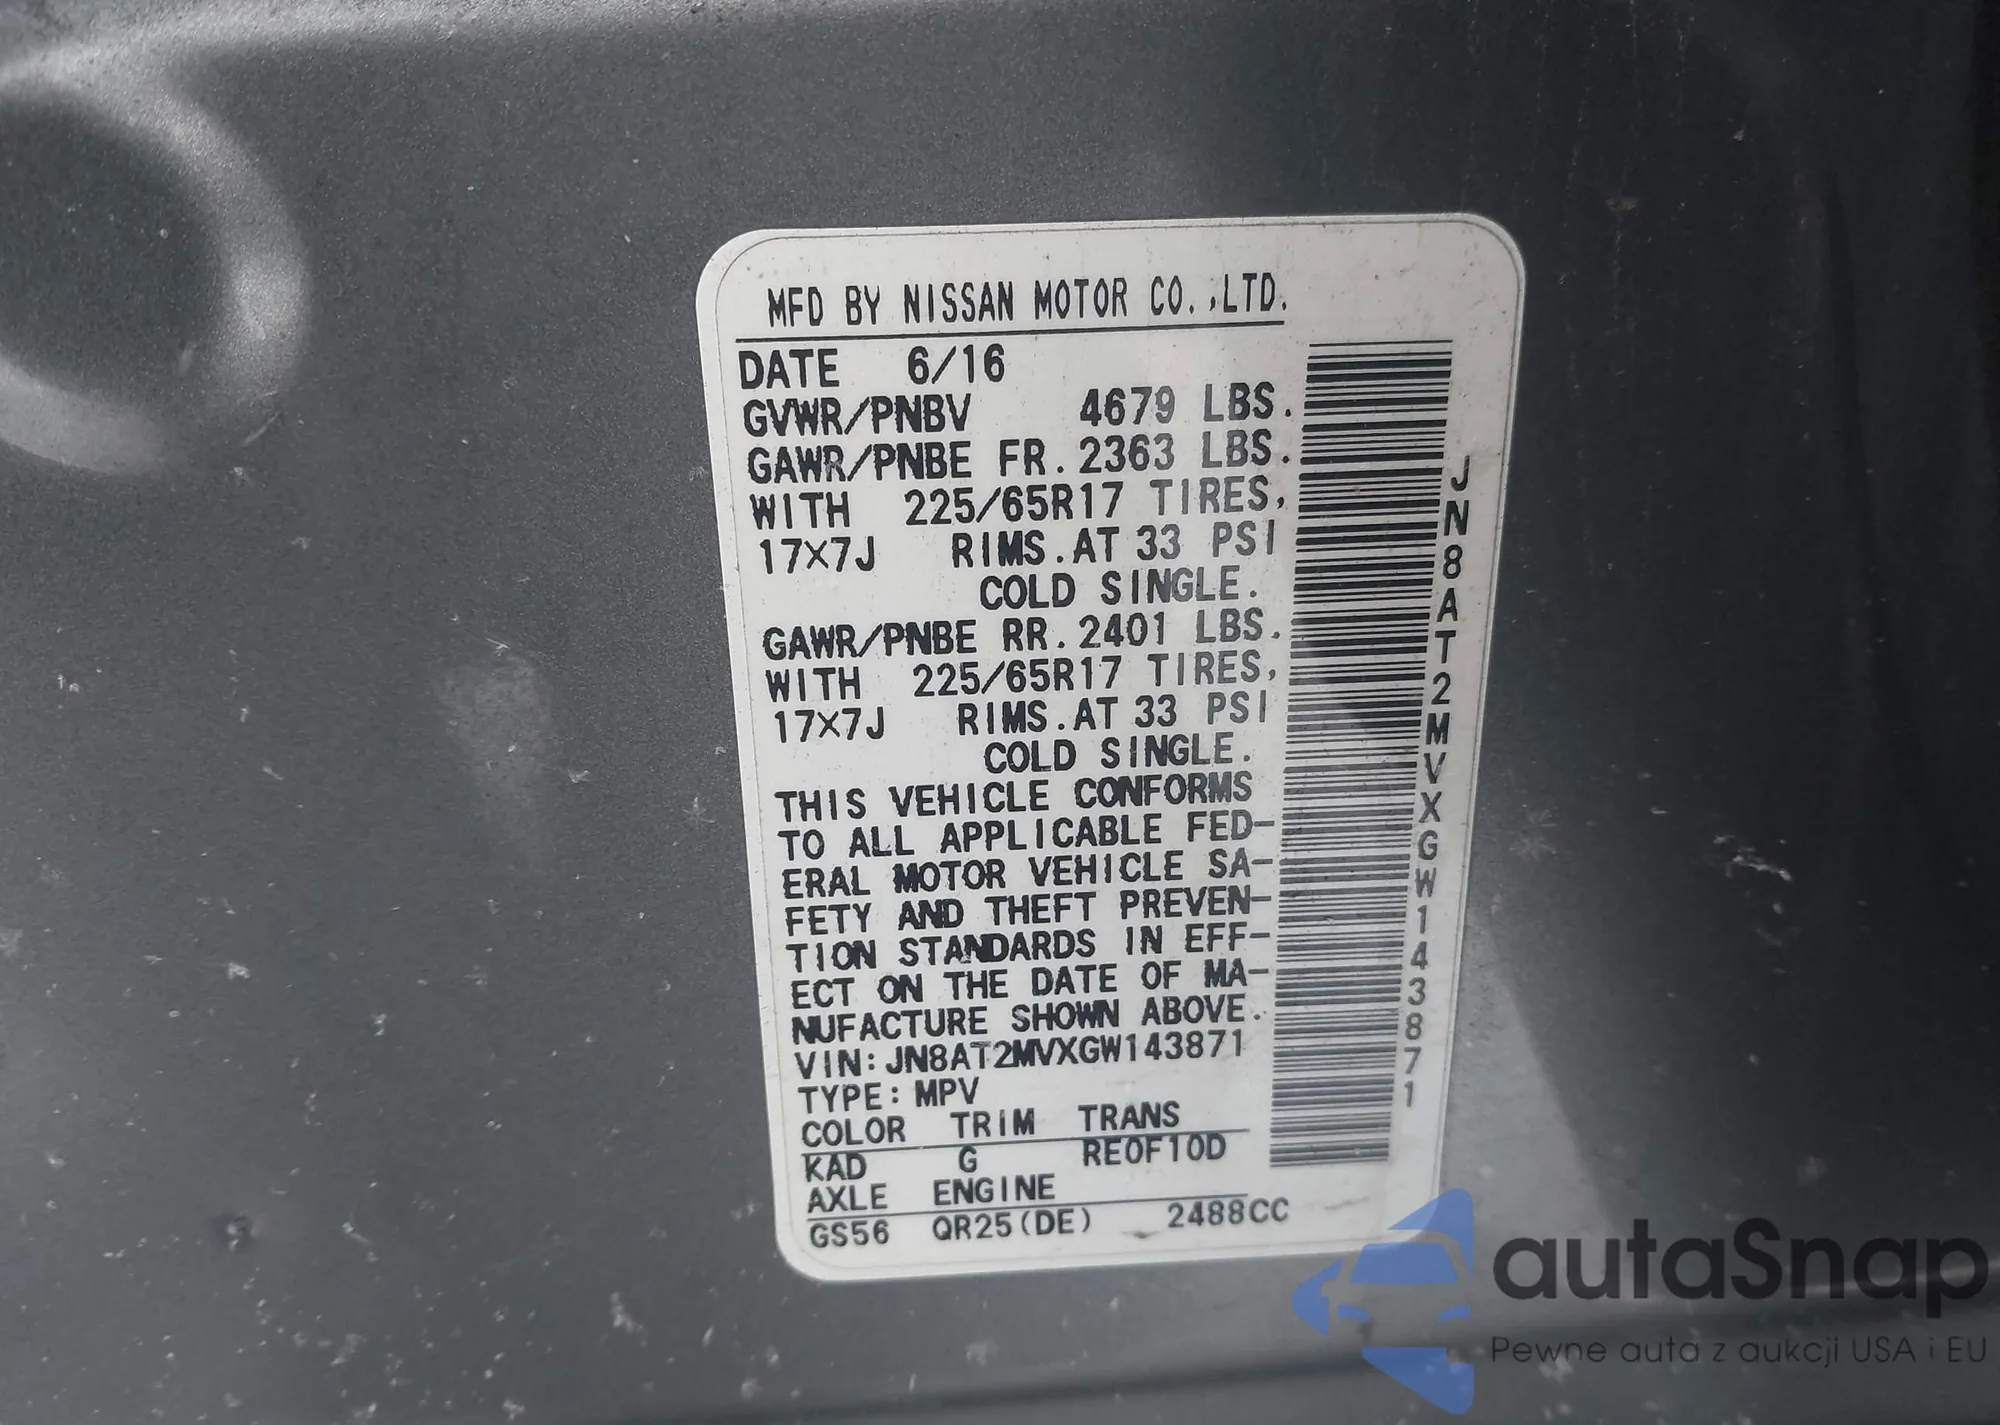 MFD BY NISSAN MOTOR CO.,LTD.
DATE 6/16
GVWR/PNBV 4679 LBS.
GAWR/PNBE FR. 2363 LBS.
WITH 225/65R17 TIRES,
17X7J RIMS.AT 33 PSI
COLD SINGLE.
GAWR/PNBE RR. 2401 LBS.
WITH 225/65R17 TIRES,
17X7J RIMS.AT 33 PSI
COLD SINGLE.
THIS VEHICLE CONFORMS
TO ALL APPLICABLE FED-
ERAL MOTOR VEHICLE SA-
FETY AND THEFT PREVEN-
TION STANDARDS IN EFF-
ECT ON THE DATE OF MA-
NUFACTURE SHOWN ABOVE.
VIN:JN8AT2MVXGW143871
TYPE:MPV
COLOR TRIM TRANS
KAD G RE0F10D
AXLE ENGINE
GS56 QR25(DE) 2488CC
JN8AT2MVXGW143871
autaSnap
Pewne auta z aukcji USA i EU